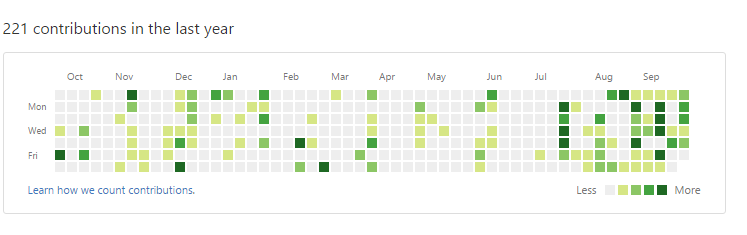 221 contributions in the last year
Oct Nov Dec Jan Feb Mar Apr May Jun Jul Aug Sep
Mon
Wed
Fri
Learn how we count contributions. Less More